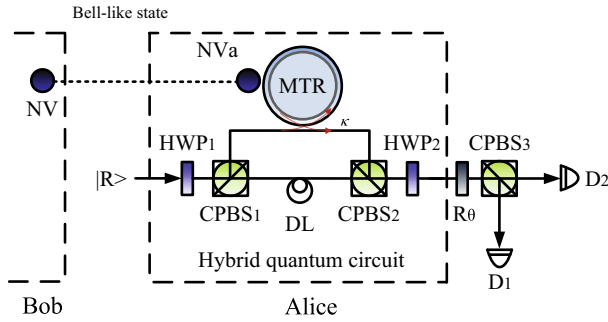 Bell-like state
NVa
MTR
NV
κ
HWP1
HWP2
CPBS3
|R>
D2
CPBS1
DL
CPBS2
Rθ
Hybrid quantum circuit
D1
Bob
Alice